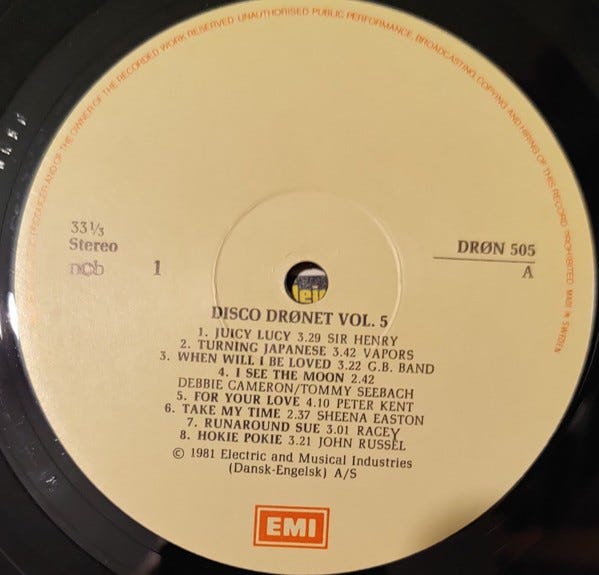 PRODUCER AND OF THE OWNER OF THE RECORDED WORK RESERVED UNAUTHORISED PUBLIC PERFORMANCE, BROADCASTING, COPYING AND HIRING OF THIS RECORD PROHIBITED MADE IN SWEDEN
33 1/3
Stereo
ncb
1
DRØN 505
A
DISCO DRØNET VOL. 5
1. JUICY LUCY 3.29 SIR HENRY
2. TURNING JAPANESE 3.42 VAPORS
3. WHEN WILL I BE LOVED 3.22 G.B. BAND
4. I SEE THE MOON 2.42
DEBBIE CAMERON/TOMMY SEEBACH
5. FOR YOUR LOVE 4.10 PETER KENT
6. TAKE MY TIME 2.37 SHEENA EASTON
7. RUNAROUND SUE 3.01 RACEY
8. HOKIE POKIE 3.21 JOHN RUSSEL
© 1981 Electric and Musical Industries
(Dansk-Engelsk) A/S
EMI